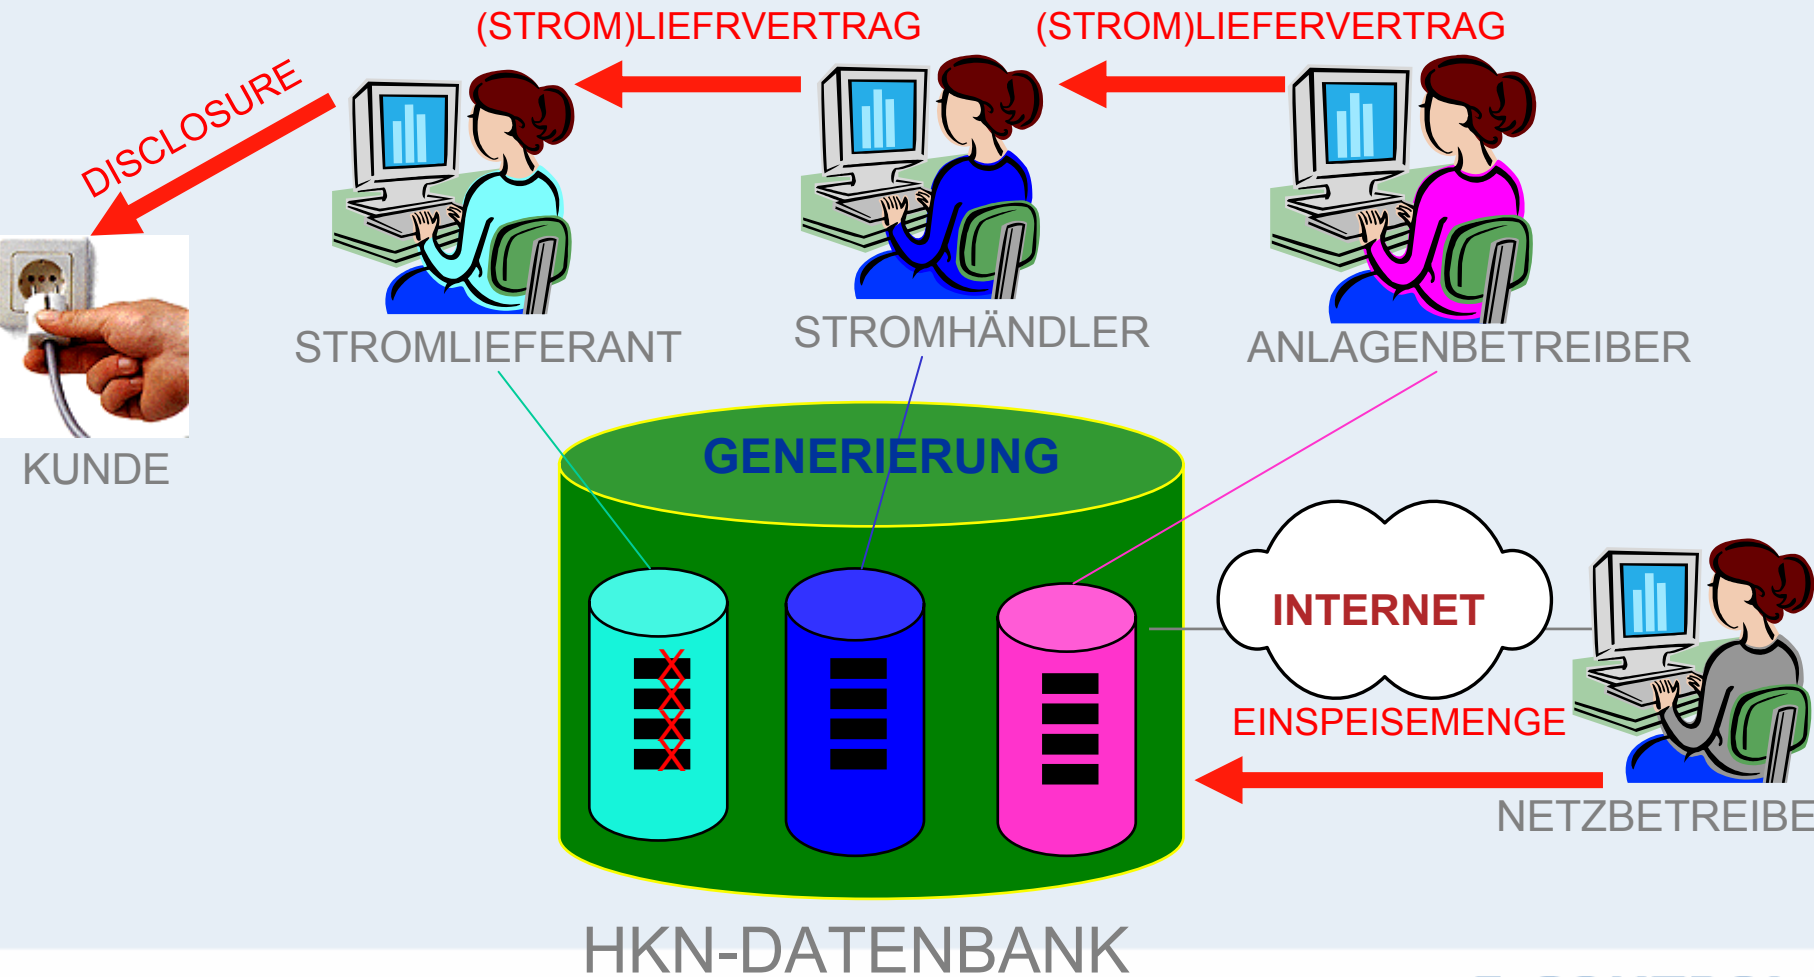 (STROM)LIEFRVERTRAG
(STROM)LIEFERVERTRAG
DISCLOSURE
STROMLIEFERANT
STROMHÄNDLER
ANLAGENBETREIBER
KUNDE
GENERIERUNG
INTERNET
X
X
X
X
EINSPEISEMENGE
NETZBETREIBE
HKN-DATENBANK